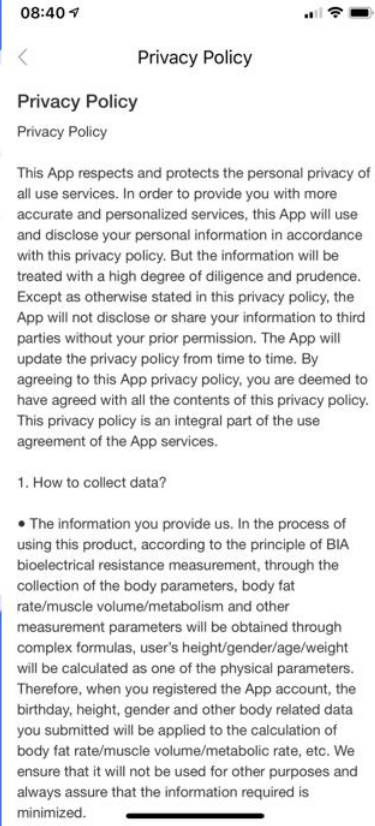 08:40
Privacy Policy
Privacy Policy
Privacy Policy
This App respects and protects the personal privacy of
all use services. In order to provide you with more
accurate and personalized services, this App will use
and disclose your personal information in accordance
with this privacy policy. But the information will be
treated with a high degree of diligence and prudence.
Except as otherwise stated in this privacy policy, the
App will not disclose or share your information to third
parties without your prior permission. The App will
update the privacy policy from time to time. By
agreeing to this App privacy policy, you are deemed to
have agreed with all the contents of this privacy policy.
This privacy policy is an integral part of the use
agreement of the App services.
1. How to collect data?
● The information you provide us. In the process of
using this product, according to the principle of BIA
bioelectrical resistance measurement, through the
collection of the body parameters, body fat
rate/muscle volume/metabolism and other
measurement parameters will be obtained through
complex formulas, user's height/gender/age/weight
will be calculated as one of the physical parameters.
Therefore, when you registered the App account, the
birthday, height, gender and other body related data
you submitted will be applied to the calculation of
body fat rate/muscle volume/metabolic rate, etc. We
ensure that it will not be used for other purposes and
always assure that the information required is
minimized.